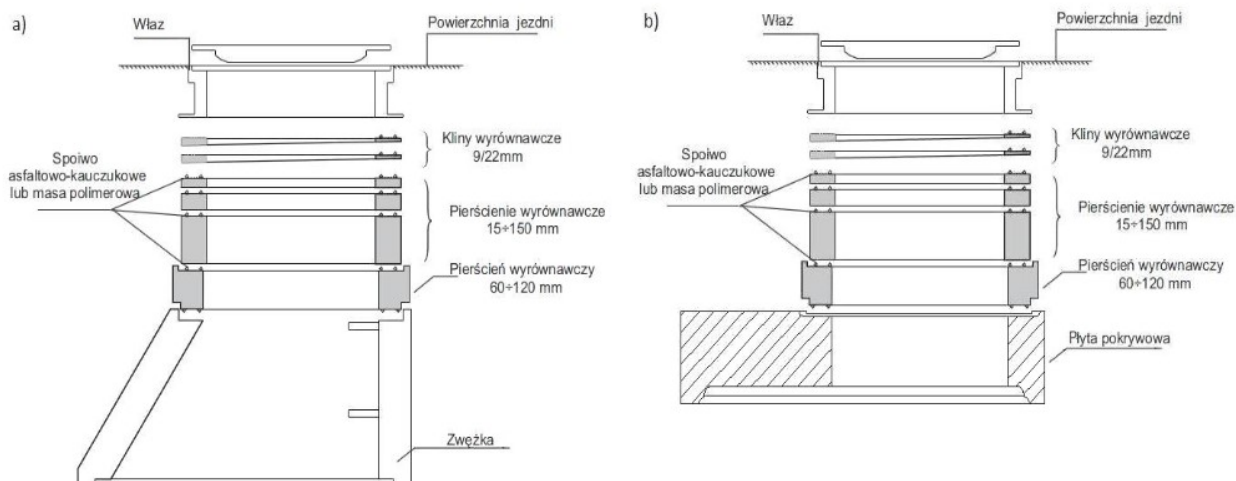 a)
Właz
Powierzchnia jezdni
Kliny wyrównawcze
9/22mm
Spoiwo
asfaltowo-kauczukowe
lub masa polimerowa
Pierścienie wyrównawcze
15÷150 mm
Pierścień wyrównawczy
60÷120 mm
Zwężka
b)
Właz
Powierzchnia jezdni
Kliny wyrównawcze
9/22mm
Spoiwo
asfaltowo-kauczukowe
lub masa polimerowa
Pierścienie wyrównawcze
15÷150 mm
Pierścień wyrównawczy
60÷120 mm
Płyta pokrywowa